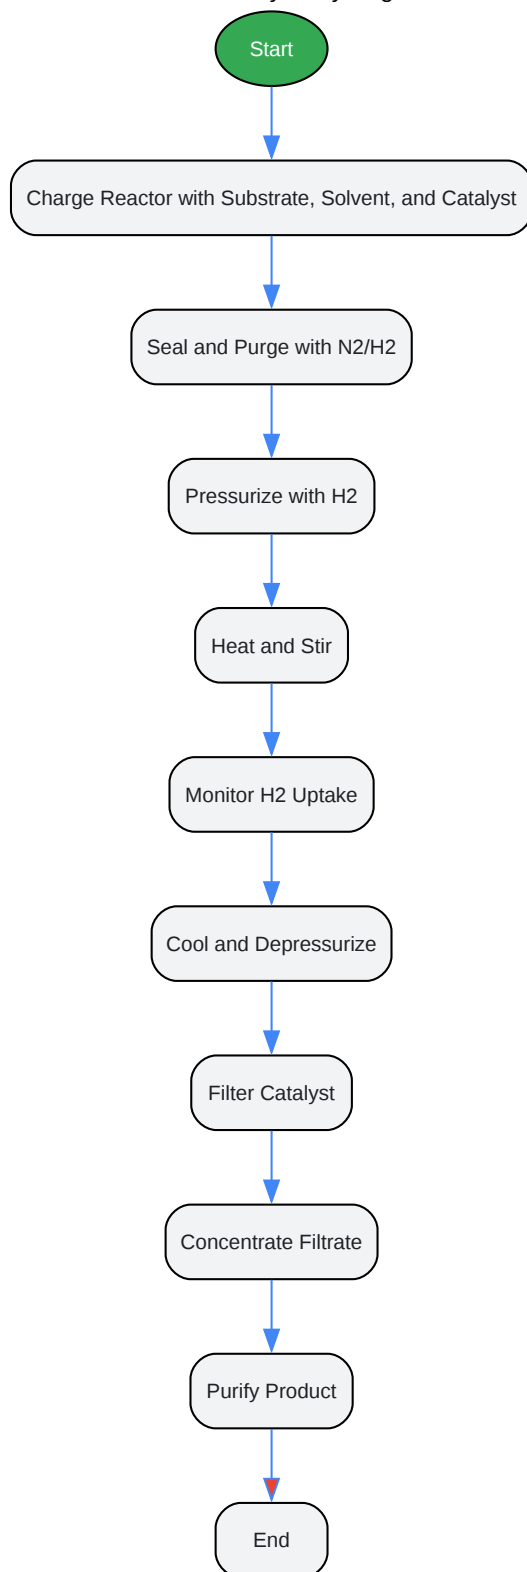 Start
Charge Reactor with Substrate, Solvent, and Catalyst
Seal and Purge with N2/H2
Pressurize with H2
Heat and Stir
Monitor H2 Uptake
Cool and Depressurize
Filter Catalyst
Concentrate Filtrate
Purify Product
End